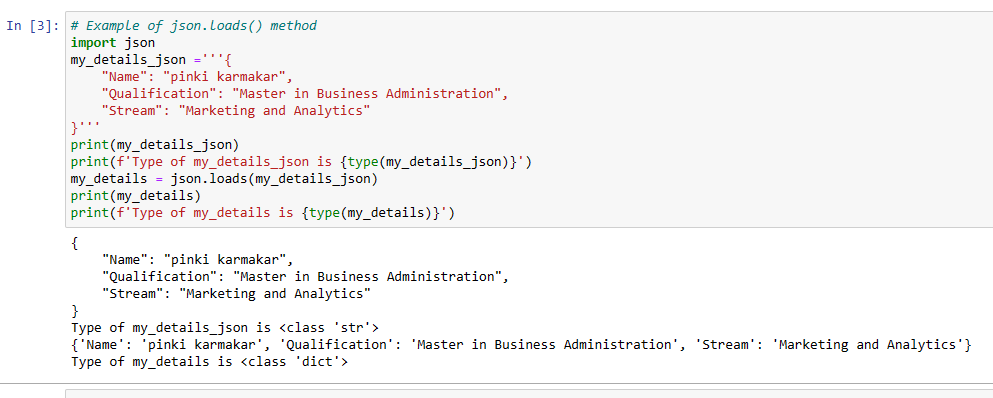 In [3]: # Example of json.loads() method
import json
my_details_json ='''{
    "Name": "pinki karmakar",
    "Qualification": "Master in Business Administration",
    "Stream": "Marketing and Analytics"
}'''
print(my_details_json)
print(f'Type of my_details_json is {type(my_details_json)}')
my_details = json.loads(my_details_json)
print(my_details)
print(f'Type of my_details is {type(my_details)}')
{
    "Name": "pinki karmakar",
    "Qualification": "Master in Business Administration",
    "Stream": "Marketing and Analytics"
}
Type of my_details_json is <class 'str'>
{'Name': 'pinki karmakar', 'Qualification': 'Master in Business Administration', 'Stream': 'Marketing and Analytics'}
Type of my_details is <class 'dict'>